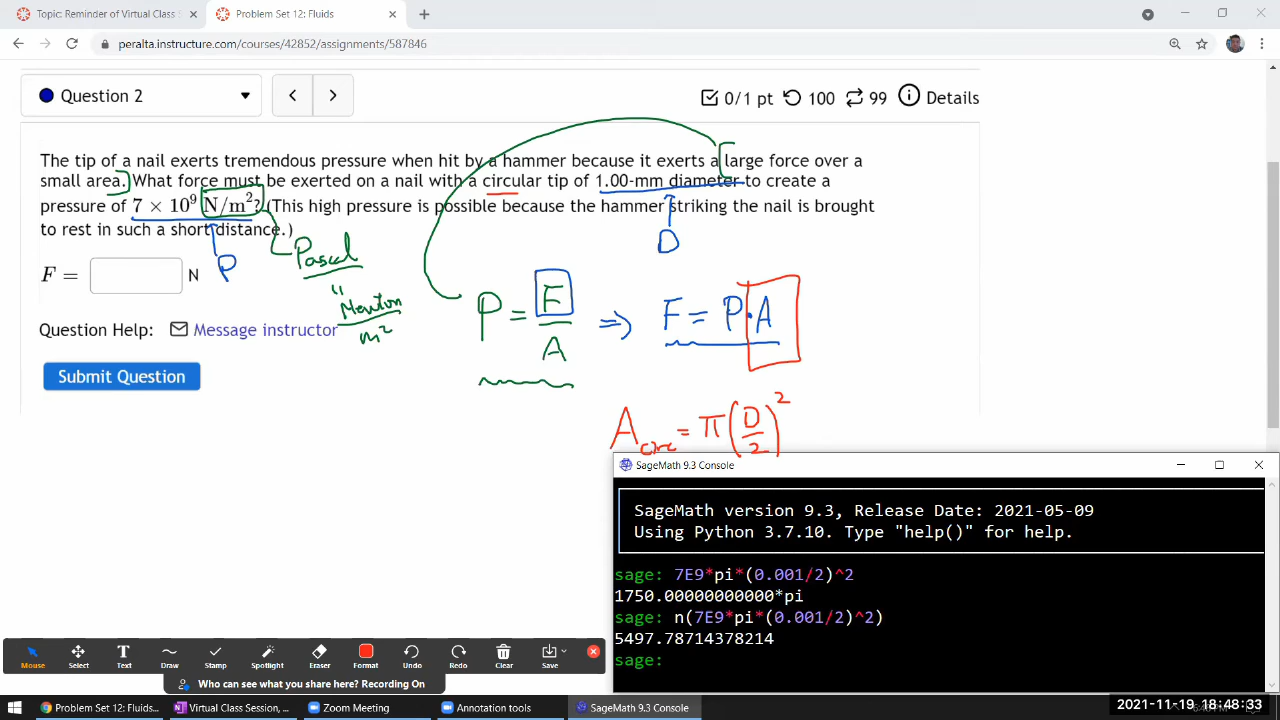 Topic: Reminder of Virtual Class S
Problem Set 12: Fluids
peralta.instructure.com/courses/42852/assignments/587846
Question 2
0/1 pt 100 99 Details
The tip of a nail exerts tremendous pressure when hit by a hammer because it exerts a large force over a
small area. What force must be exerted on a nail with a circular tip of 1.00-mm diameter to create a
pressure of 7 × 10⁹ N/m²? (This high pressure is possible because the hammer striking the nail is brought
to rest in such a short distance.)
P
Pascal
D
F = N
"Newton
m²
P = F/A ⇒ F = P·A
Question Help: Message instructor
Submit Question
A circ = π(D/2)²
SageMath 9.3 Console
SageMath version 9.3, Release Date: 2021-05-09
Using Python 3.7.10. Type "help()" for help.
sage: 7E9*pi*(0.001/2)^2
1750.00000000000*pi
sage: n(7E9*pi*(0.001/2)^2)
5497.78714378214
sage:
Mouse Select Text Draw Stamp Spotlight Eraser Format Undo Redo Clear Save
Who can see what you share here? Recording On
Problem Set 12: Fluids... Virtual Class Session, ... Zoom Meeting Annotation tools SageMath 9.3 Console
2021-11-19 18:48:33